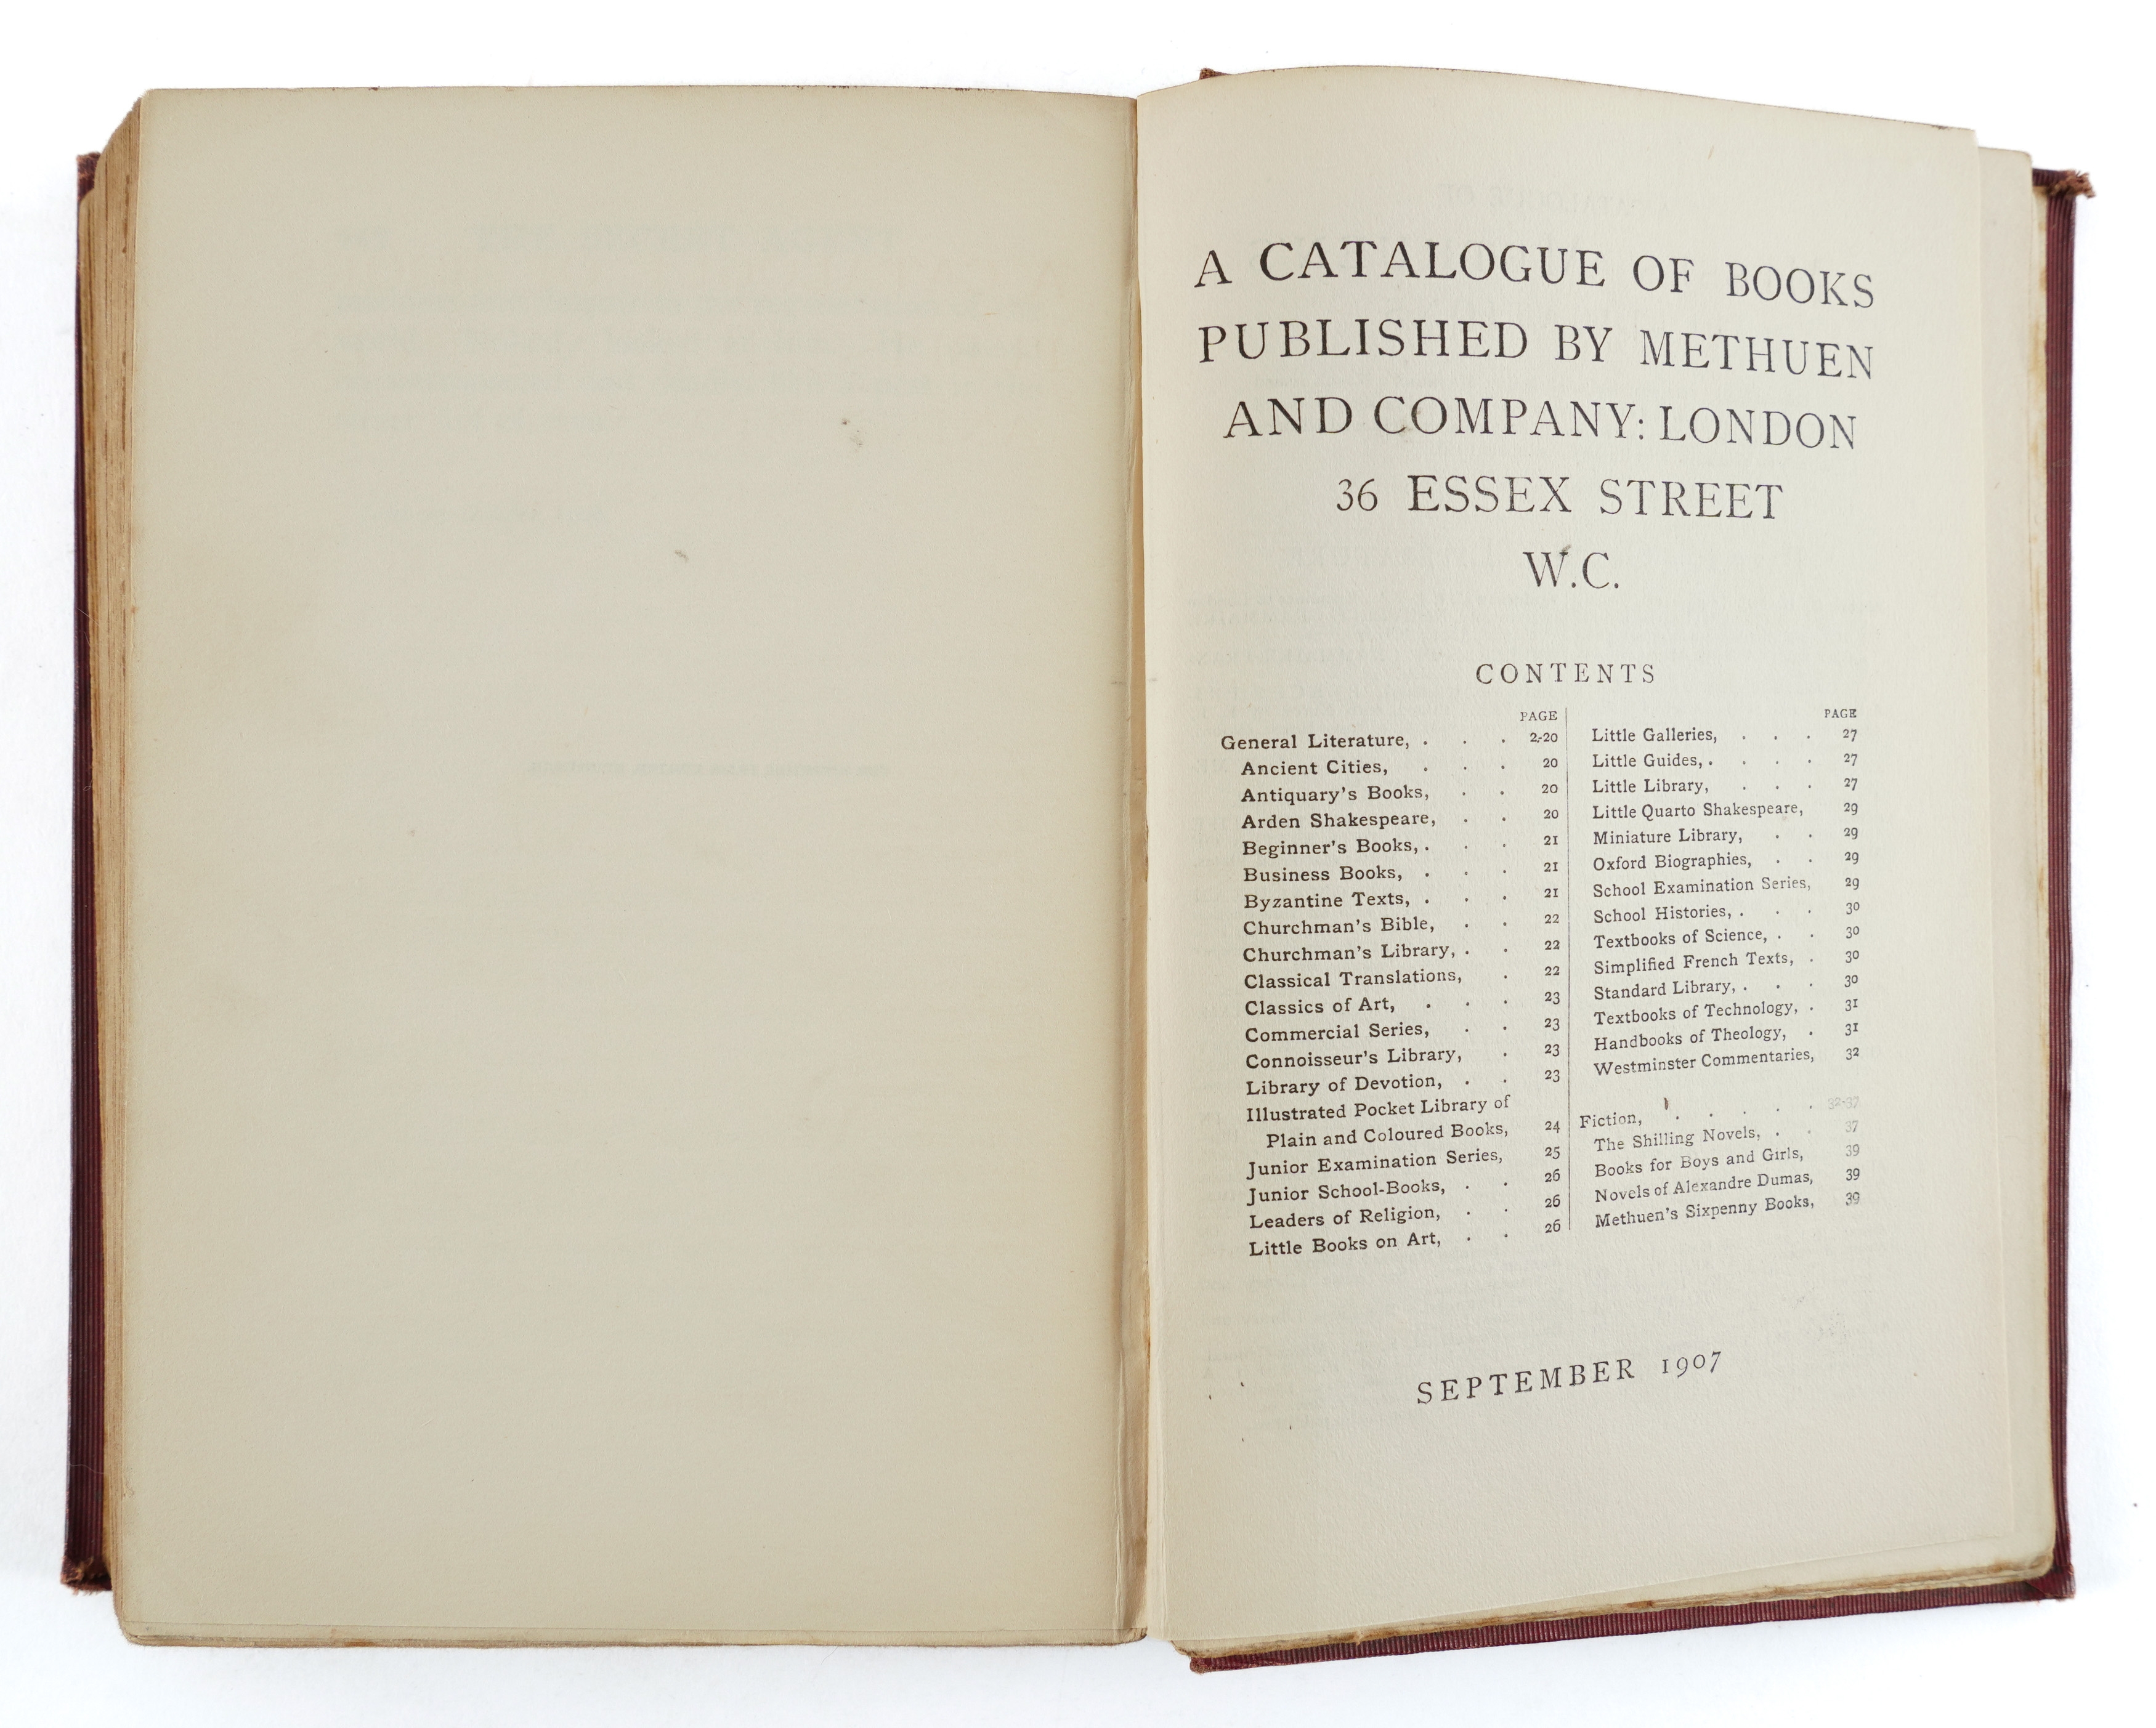 A CATALOGUE OF BOOKS
PUBLISHED BY METHUEN
AND COMPANY: LONDON
36 ESSEX STREET
W.C.
CONTENTS
PAGE
General Literature, . . . 2-20
Ancient Cities, . . . 20
Antiquary's Books, . . 20
Arden Shakespeare, . . 20
Beginner's Books, . . . 21
Business Books, . . . 21
Byzantine Texts, . . . 21
Churchman's Bible, . . 22
Churchman's Library, . . 22
Classical Translations, . 22
Classics of Art, . . . 23
Commercial Series, . . 23
Connoisseur's Library, . 23
Library of Devotion, . . 23
Illustrated Pocket Library of
Plain and Coloured Books, 24
Junior Examination Series, 25
Junior School-Books, . . 26
Leaders of Religion, . . 26
Little Books on Art, . . 26
PAGE
Little Galleries, . . . 27
Little Guides, . . . . 27
Little Library, . . . 27
Little Quarto Shakespeare, 29
Miniature Library, . . 29
Oxford Biographies, . . 29
School Examination Series, 29
School Histories, . . . 30
Textbooks of Science, . . 30
Simplified French Texts, . 30
Standard Library, . . . 30
Textbooks of Technology, . 31
Handbooks of Theology, . 31
Westminster Commentaries, 32
Fiction, . . . . . 32-37
The Shilling Novels, . . 37
Books for Boys and Girls, 39
Novels of Alexandre Dumas, 39
Methuen's Sixpenny Books, 39
SEPTEMBER 1907